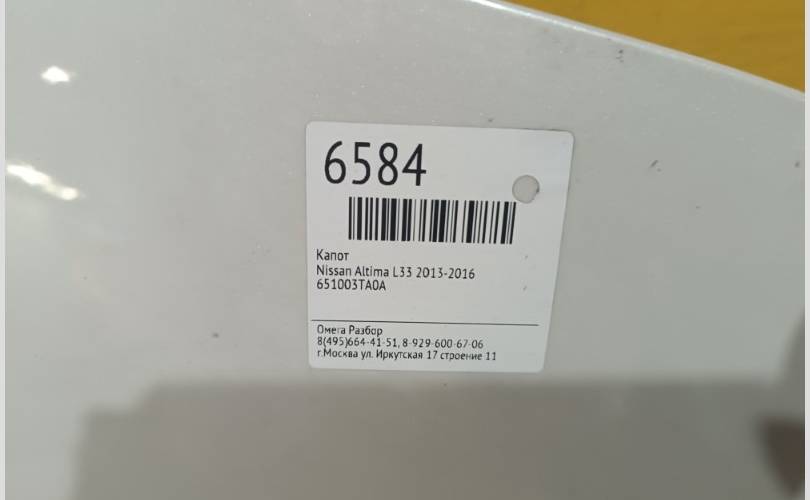 6584
Капот
Nissan Altima L33 2013-2016
651003TA0A
Омега Разбор
8(495)664-41-51, 8-929-600-67-06
г.Москва ул. Иркутская 17 строение 11